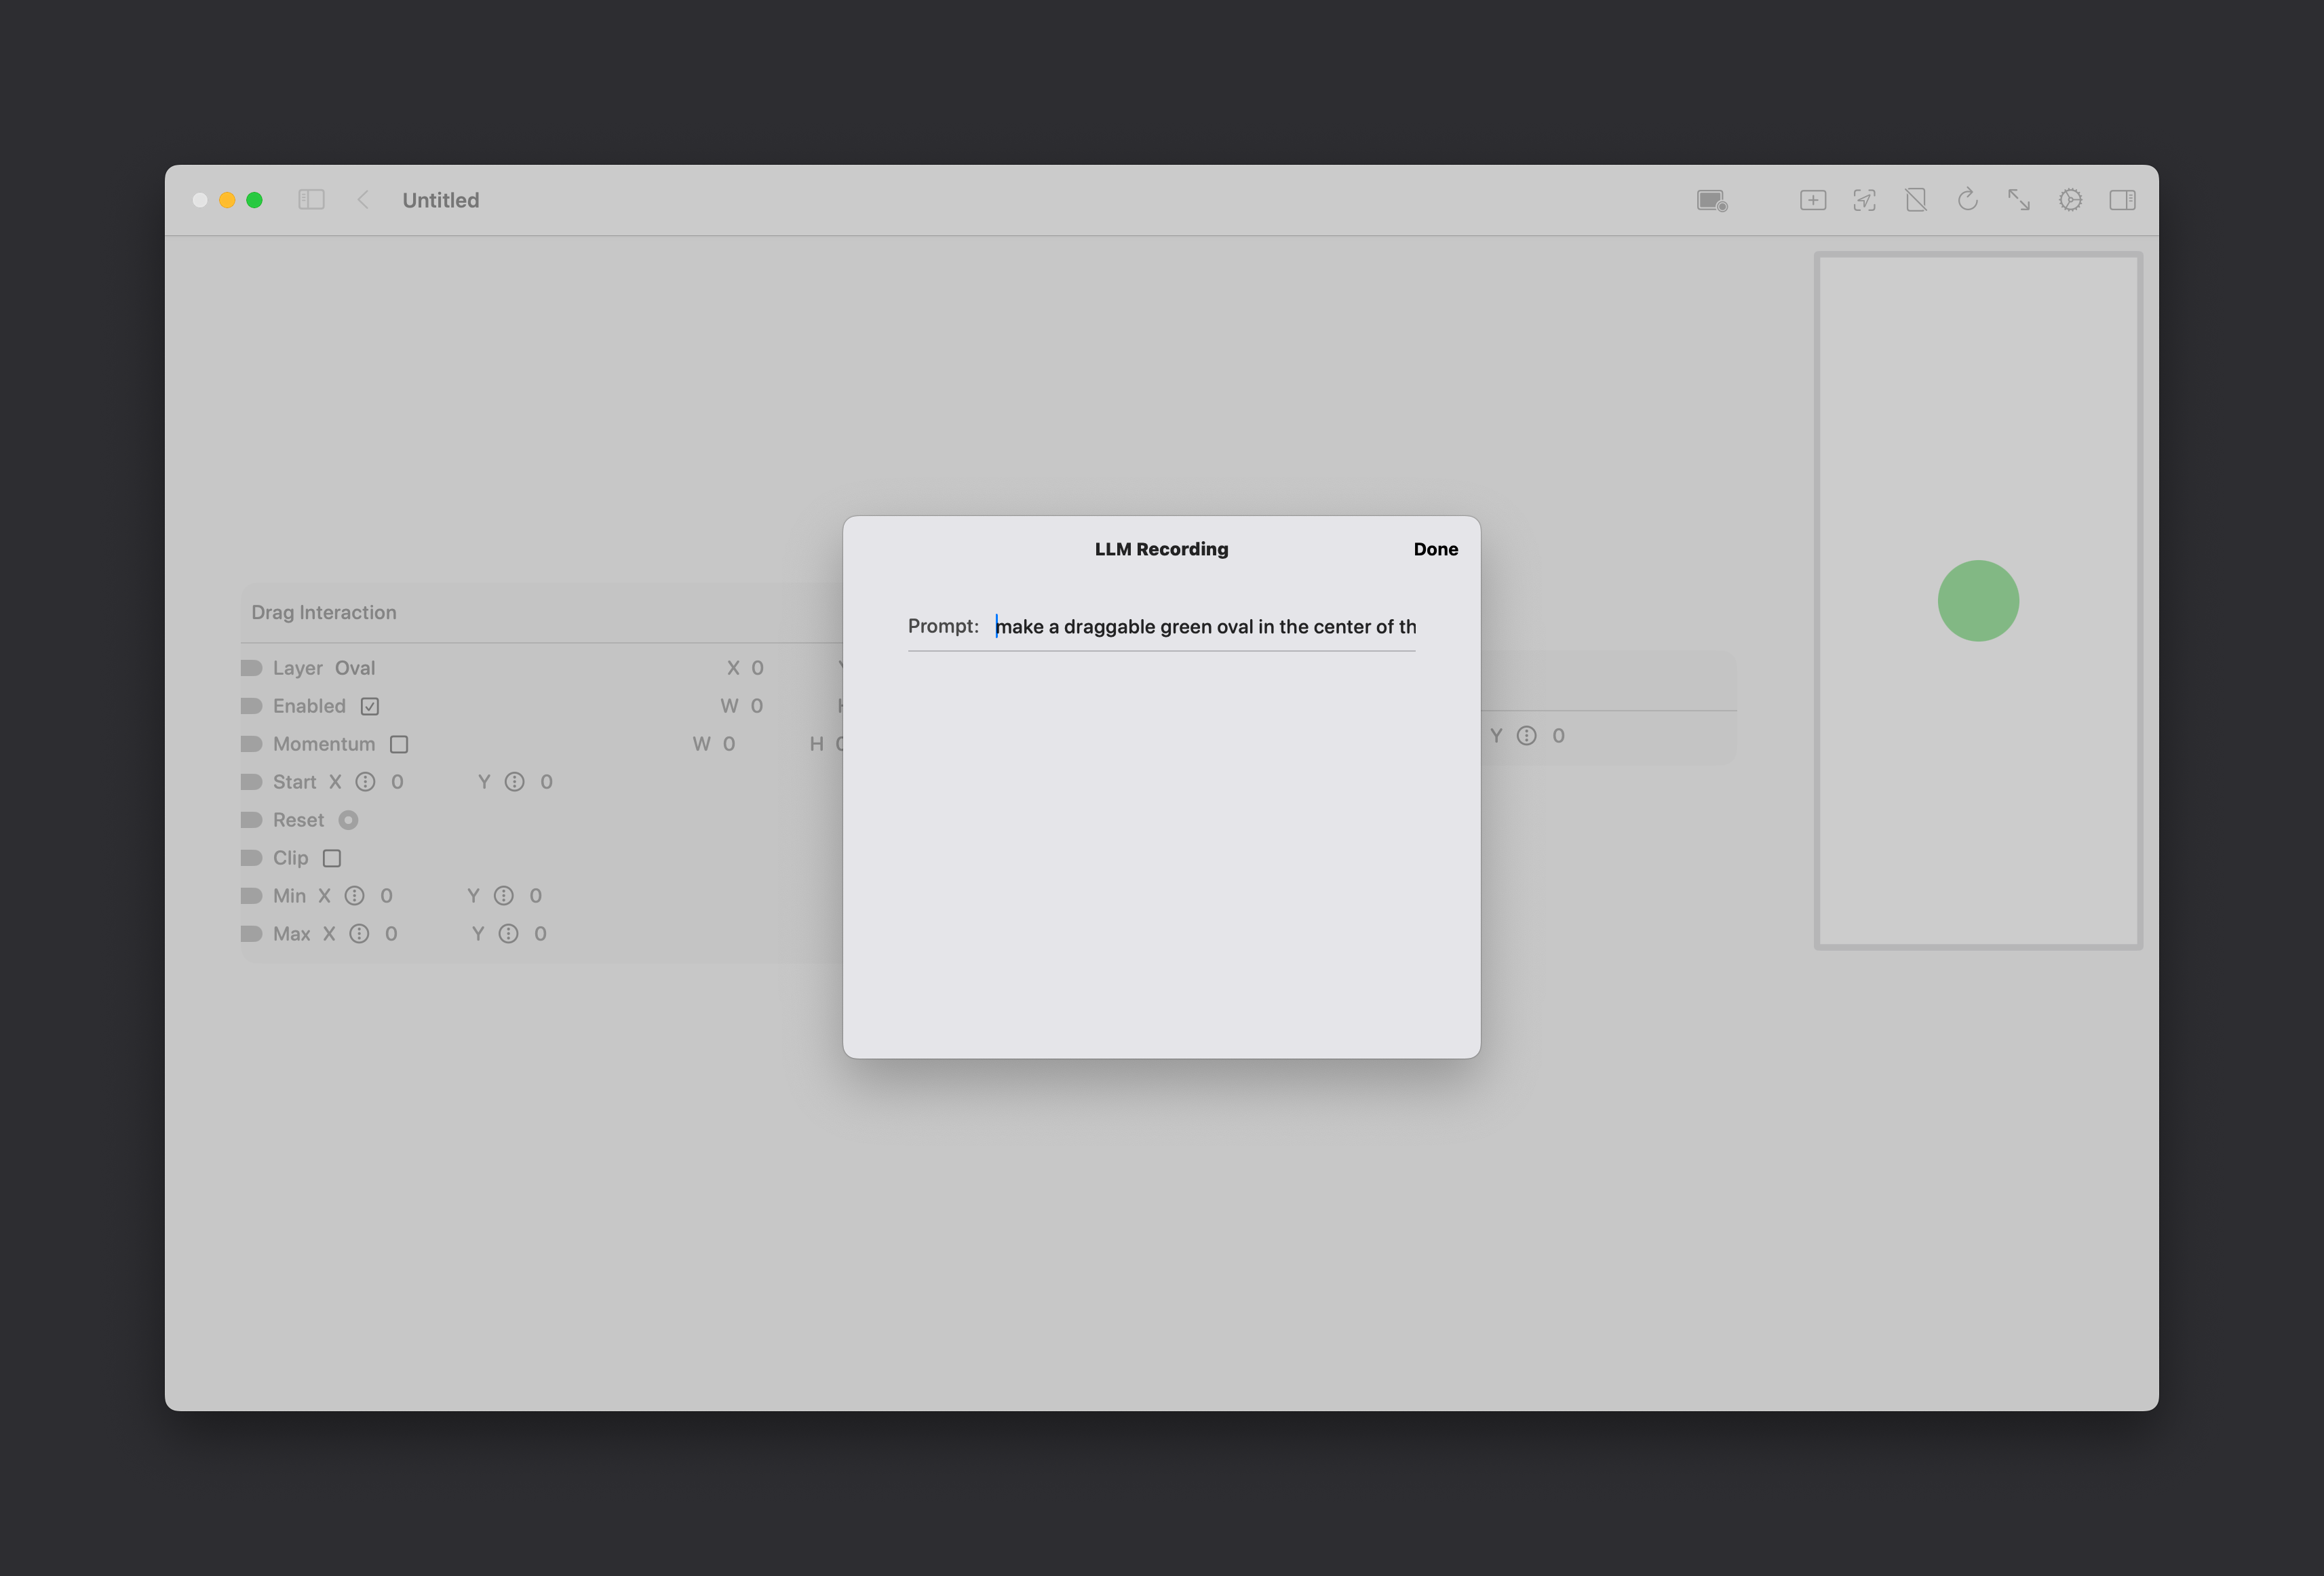 Untitled
LLM Recording
Done
Prompt: make a draggable green oval in the center of th
Drag Interaction
Layer Oval X 0
Enabled W 0
Momentum W 0 H
Start X 0 Y 0
Reset
Clip
Min X 0 Y 0
Max X 0 Y 0
Y 0